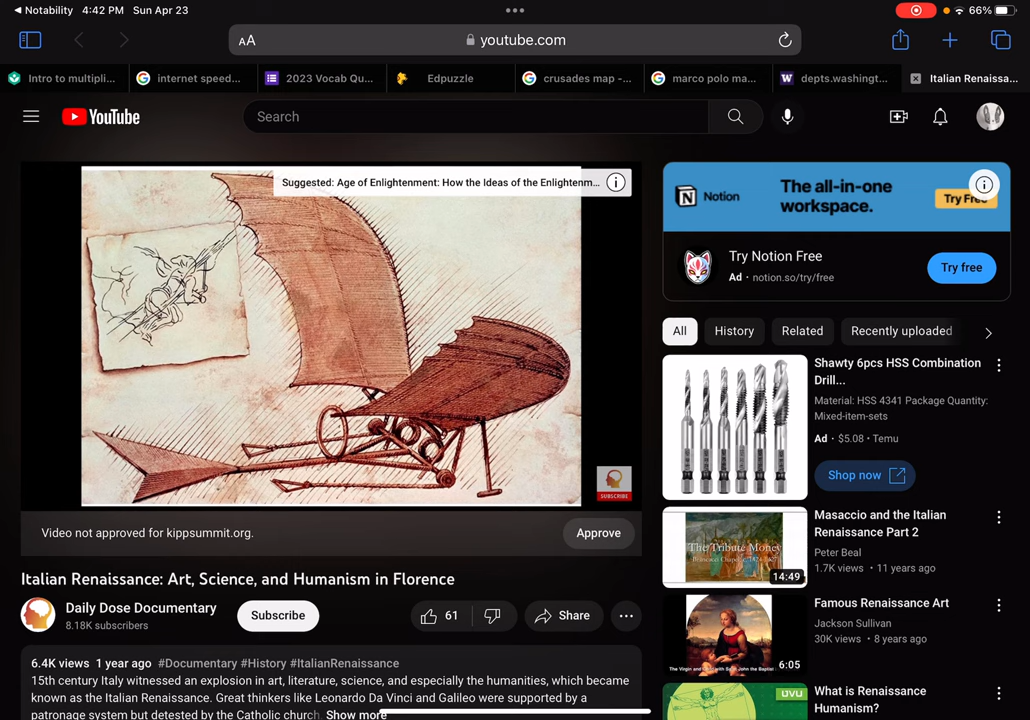 Notability 4:42 PM Sun Apr 23 66%
AA youtube.com
Intro to multipli... internet speed... 2023 Vocab Qu... Edpuzzle crusades map -... marco polo ma... depts.washingt... Italian Renaissa...
YouTube Search
Suggested: Age of Enlightenment: How the Ideas of the Enlightenm...
SUBSCRIBE
Video not approved for kippsummit.org. Approve
Italian Renaissance: Art, Science, and Humanism in Florence
Daily Dose Documentary
8.18K subscribers
Subscribe 61 Share
6.4K views 1 year ago #Documentary #History #ItalianRenaissance
15th century Italy witnessed an explosion in art, literature, science, and especially the humanities, which became
known as the Italian Renaissance. Great thinkers like Leonardo Da Vinci and Galileo were supported by a
patronage system but detested by the Catholic church. Show more
Notion
The all-in-one
workspace.
Try Free
Try Notion Free
Ad · notion.so/try/free
Try free
All History Related Recently uploaded
Shawty 6pcs HSS Combination
Drill...
Material: HSS 4341 Package Quantity:
Mixed-item-sets
Ad · $5.08 · Temu
Shop now
The Tribute Money
14:49
Masaccio and the Italian
Renaissance Part 2
Peter Beal
1.7K views · 11 years ago
6:05
Famous Renaissance Art
Jackson Sullivan
30K views · 8 years ago
UVU
What is Renaissance
Humanism?